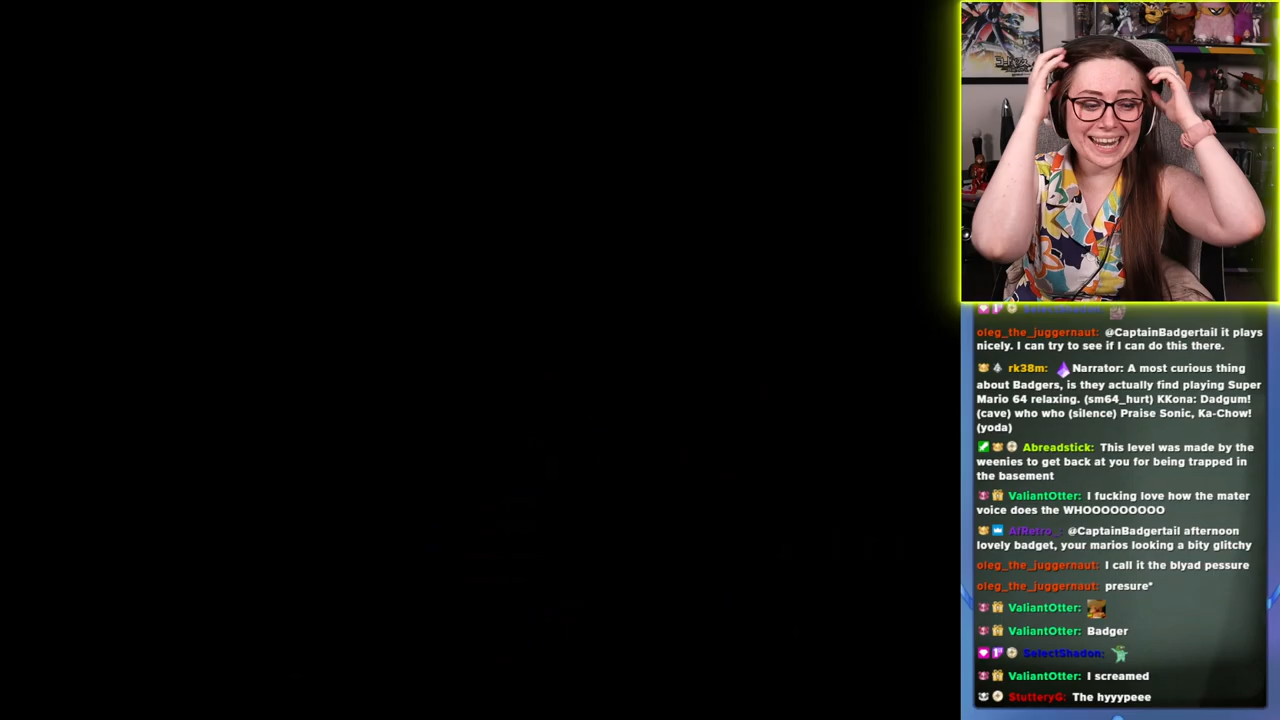 oleg_the_juggernaut: @CaptainBadgertail it plays
nicely. I can try to see if I can do this there.
rk38m: Narrator: A most curious thing
about Badgers, is they actually find playing Super
Mario 64 relaxing. (sm64_hurt) KKona: Dadgum!
(cave) who who (silence) Praise Sonic, Ka-Chow!
(yoda)
Abreadstick: This level was made by the
weenies to get back at you for being trapped in
the basement
ValiantOtter: I fucking love how the mater
voice does the WHOOOOOOOOO
AfRetro_: @CaptainBadgertail afternoon
lovely badget, your marios looking a bity glitchy
oleg_the_juggernaut: I call it the blyad pessure
oleg_the_juggernaut: presure*
ValiantOtter:
ValiantOtter: Badger
SelectShadon:
ValiantOtter: I screamed
StutteryG: The hyyypeee